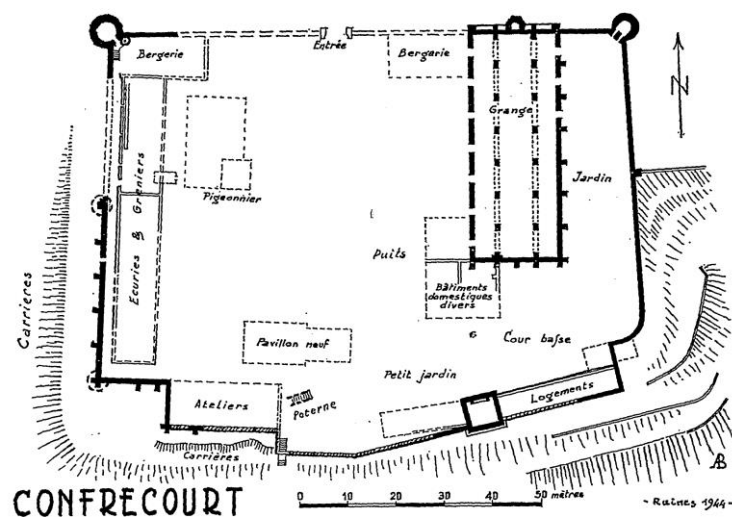 Entrée
Bergerie
Bergarie
N
Grange
Ecuries & Greniers
Pigeonnier
Jardin
Puits
Bâtiments
domestiques
divers
Carrières
Pavillon neuf
Cour basse
Petit jardin
Ateliers
Poterne
Logements
Carrières
AB
CONFRECOURT
0 10 20 30 40 50 mètres
- Ruines 1944 -